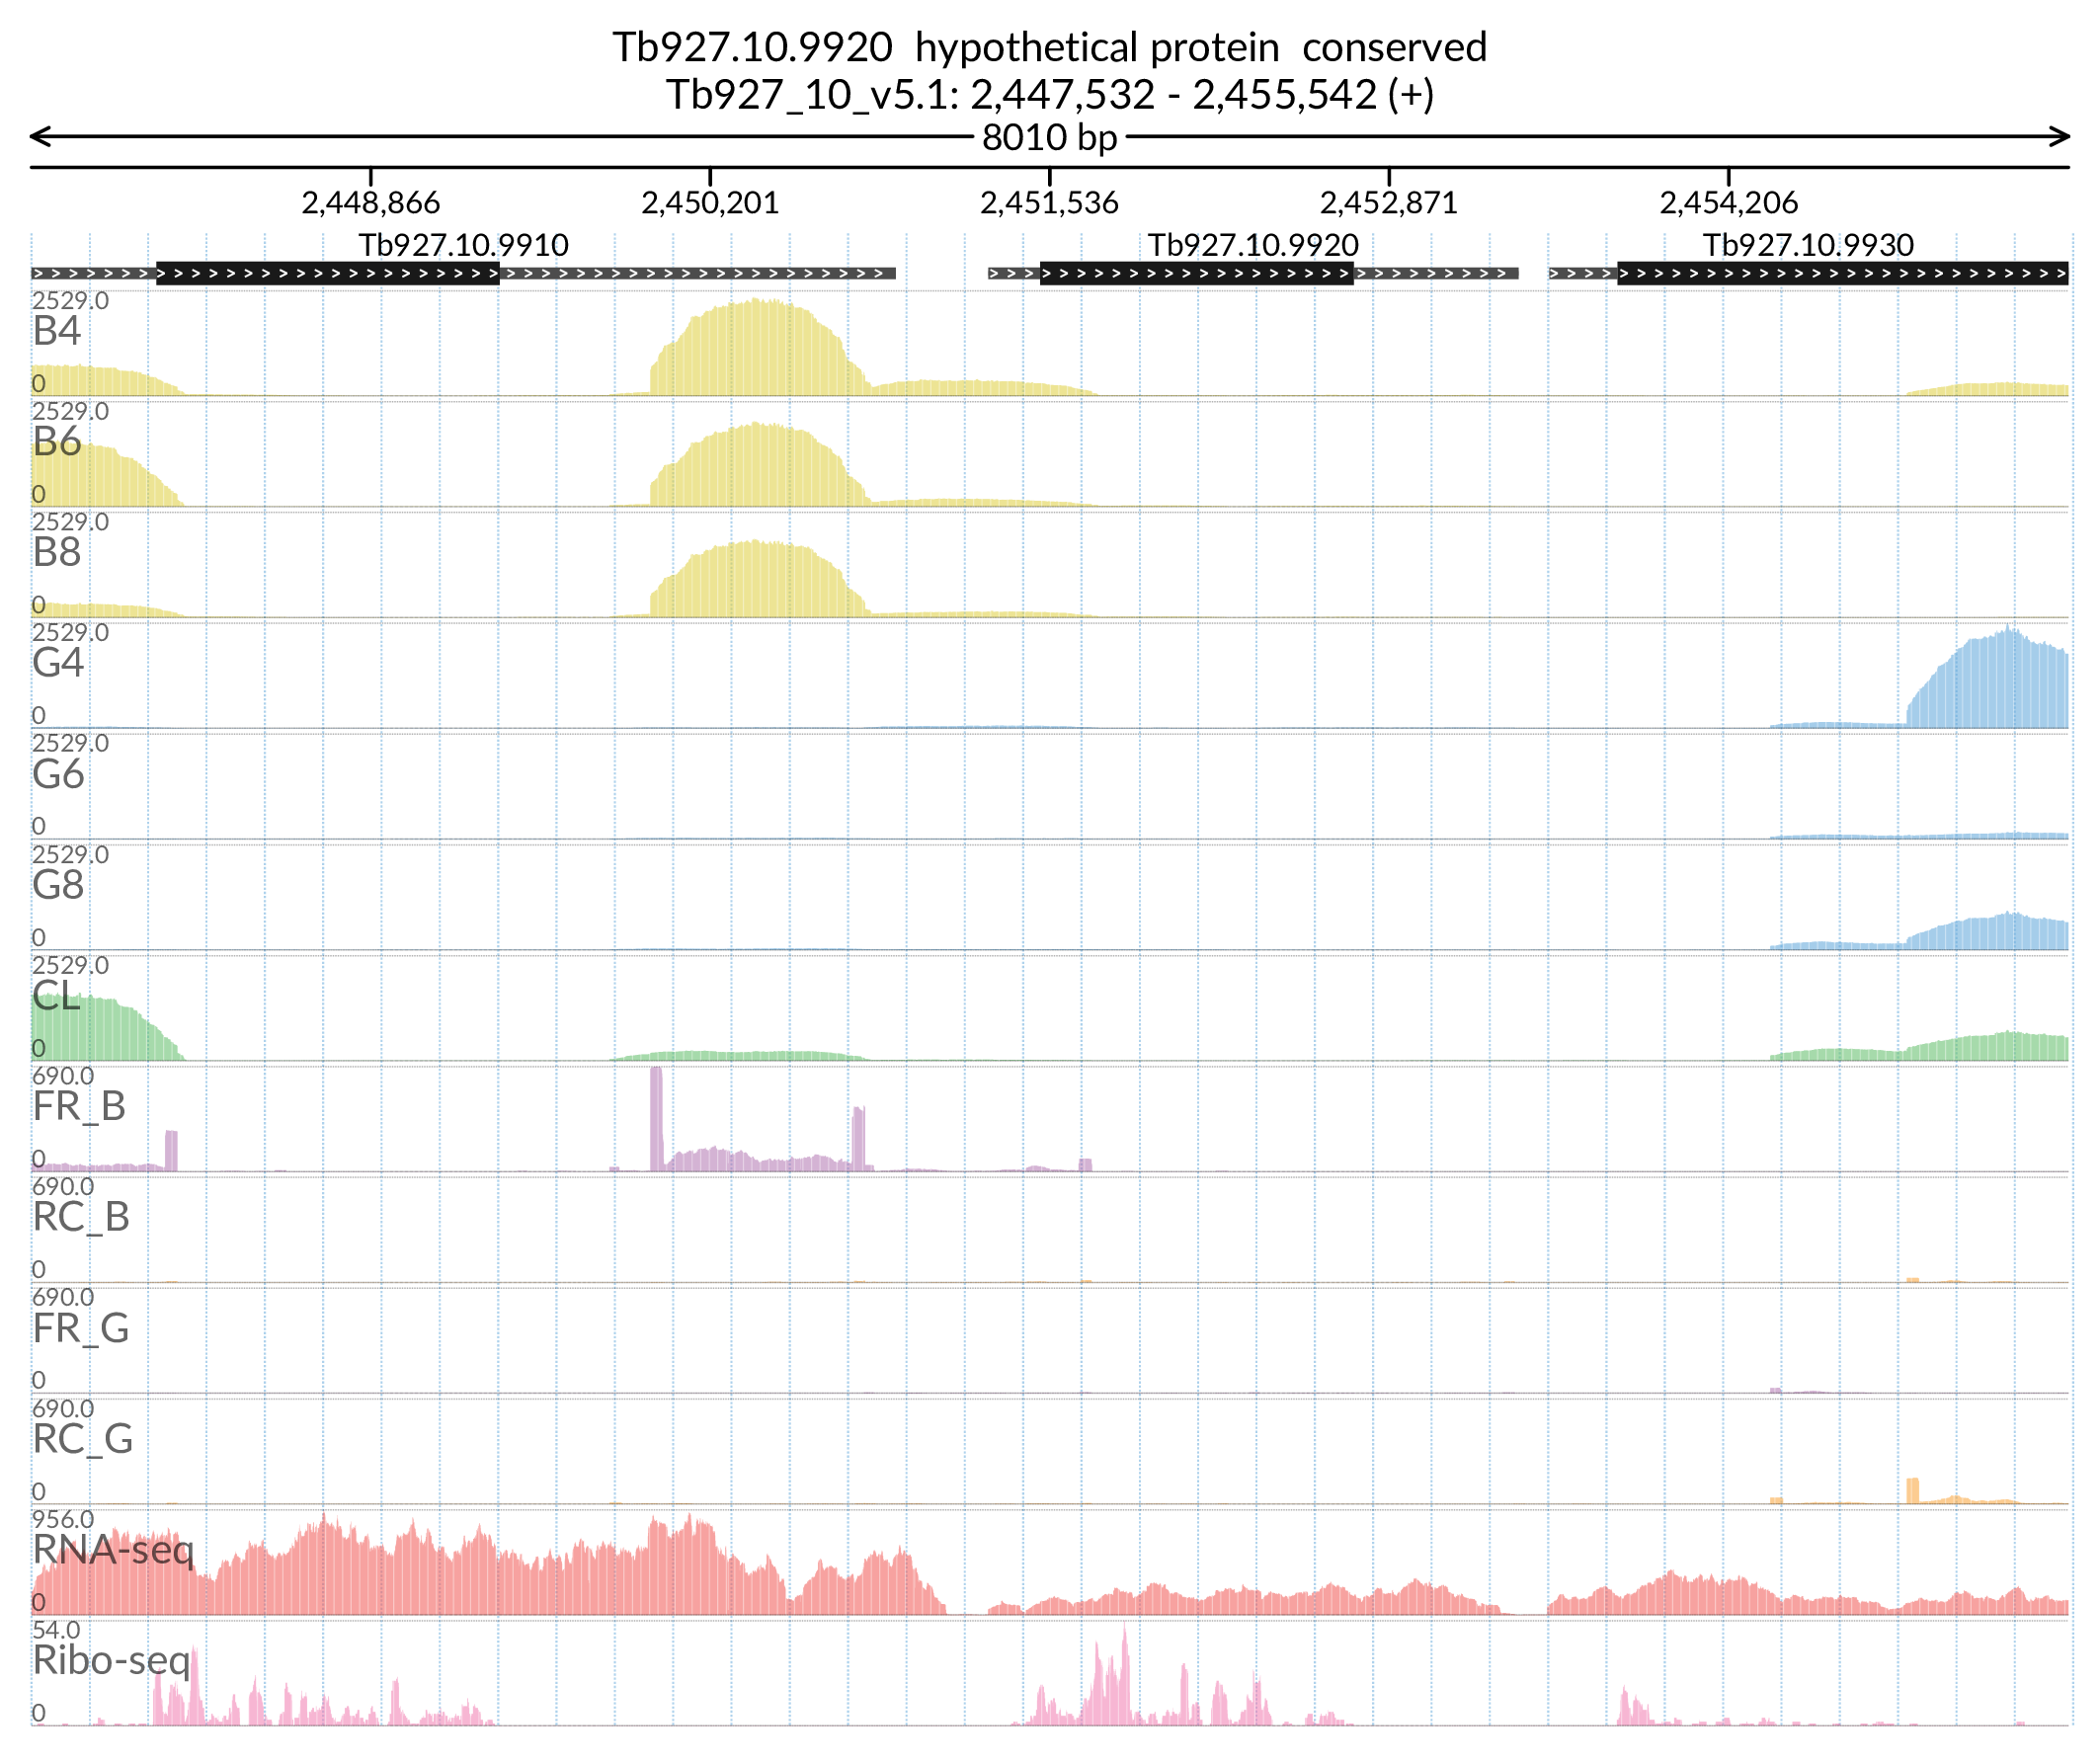 Tb927.10.9920  hypothetical protein  conserved
Tb927_10_v5.1: 2,447,532 - 2,455,542 (+)
8010 bp
2,448,866 2,450,201 2,451,536 2,452,871 2,454,206
Tb927.10.9910 Tb927.10.9920 Tb927.10.9930
2529.0
B4
0
2529.0
B6
0
2529.0
B8
0
2529.0
G4
0
2529.0
G6
0
2529.0
G8
0
2529.0
CL
0
690.0
FR_B
0
690.0
RC_B
0
690.0
FR_G
0
690.0
RC_G
0
956.0
RNA-seq
0
54.0
Ribo-seq
0